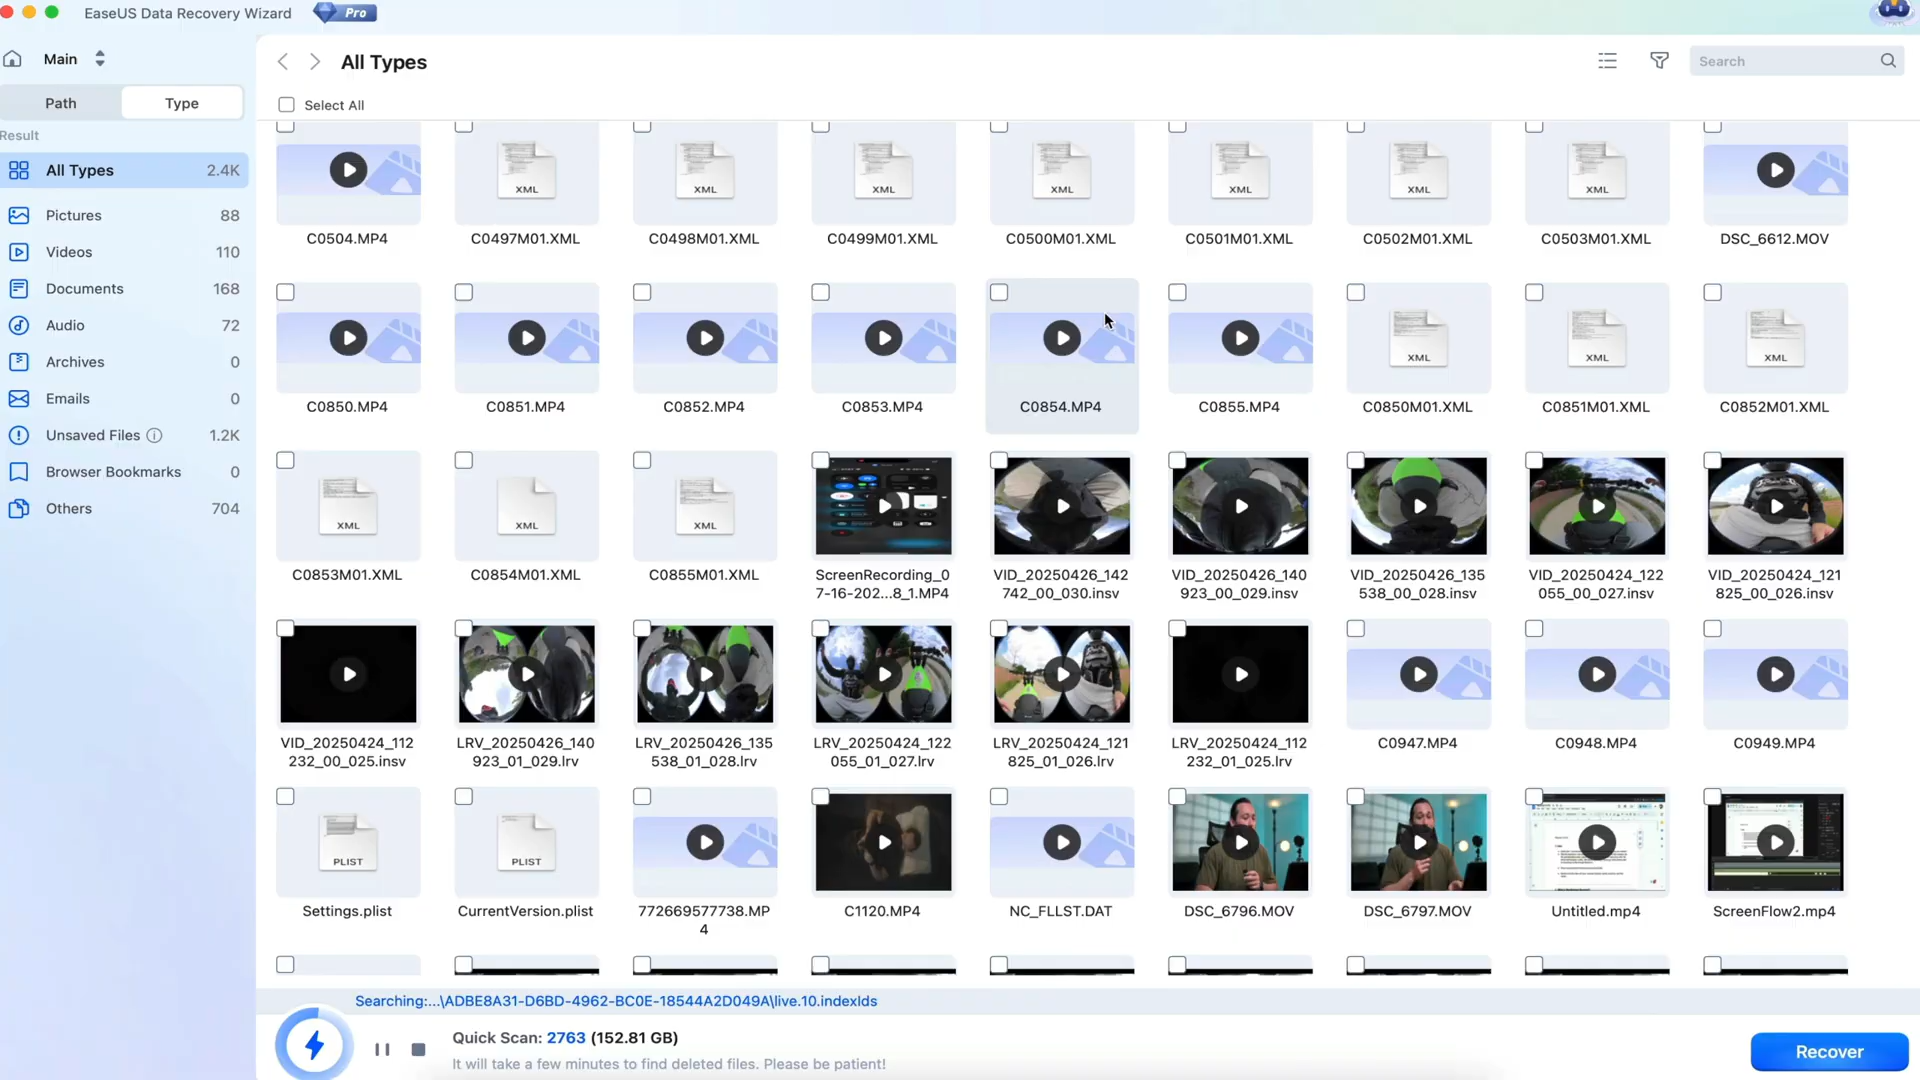 EaseUS Data Recovery Wizard Pro
Main
Path Type
Result
All Types 2.4K
Pictures 88
Videos 110
Documents 168
Audio 72
Archives 0
Emails 0
Unsaved Files 1.2K
Browser Bookmarks 0
Others 704
All Types
Search
Select All
XML XML XML XML XML XML XML
C0504.MP4 C0497M01.XML C0498M01.XML C0499M01.XML C0500M01.XML C0501M01.XML C0502M01.XML C0503M01.XML DSC_6612.MOV
XML XML XML
C0850.MP4 C0851.MP4 C0852.MP4 C0853.MP4 C0854.MP4 C0855.MP4 C0850M01.XML C0851M01.XML C0852M01.XML
XML XML XML
C0853M01.XML C0854M01.XML C0855M01.XML ScreenRecording_0 VID_20250426_142 VID_20250426_140 VID_20250426_135 VID_20250424_122 VID_20250424_121
7-16-202...8_1.MP4 742_00_030.insv 923_00_029.insv 538_00_028.insv 055_00_027.insv 825_00_026.insv
VID_20250424_112 LRV_20250426_140 LRV_20250426_135 LRV_20250424_122 LRV_20250424_121 LRV_20250424_112 C0947.MP4 C0948.MP4 C0949.MP4
232_00_025.insv 923_01_029.lrv 538_01_028.lrv 055_01_027.lrv 825_01_026.lrv 232_01_025.lrv
PLIST PLIST
Settings.plist CurrentVersion.plist 772669577738.MP C1120.MP4 NC_FLLST.DAT DSC_6796.MOV DSC_6797.MOV Untitled.mp4 ScreenFlow2.mp4
4
Searching:...\ADBE8A31-D6BD-4962-BC0E-18544A2D049A\live.10.indexIds
Quick Scan: 2763 (152.81 GB)
It will take a few minutes to find deleted files. Please be patient!
Recover